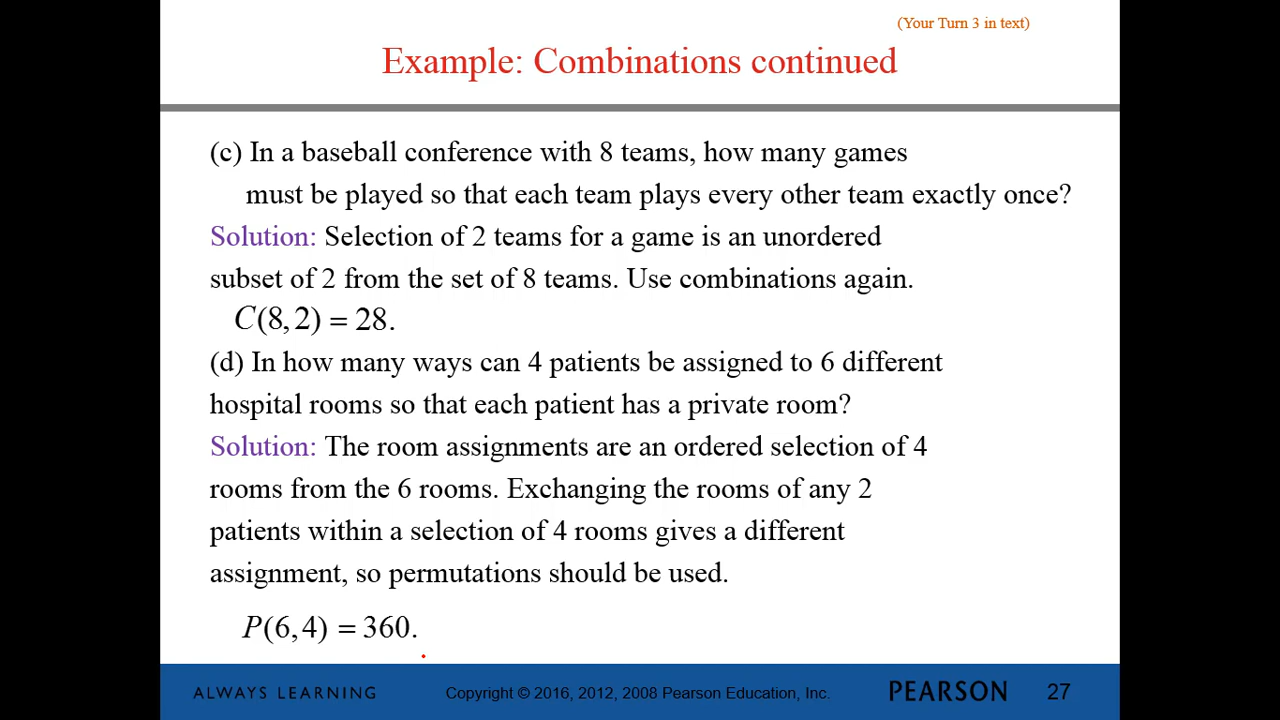 (Your Turn 3 in text)
Example: Combinations continued
(c) In a baseball conference with 8 teams, how many games
must be played so that each team plays every other team exactly once?
Solution: Selection of 2 teams for a game is an unordered
subset of 2 from the set of 8 teams. Use combinations again.
C(8,2) = 28.
(d) In how many ways can 4 patients be assigned to 6 different
hospital rooms so that each patient has a private room?
Solution: The room assignments are an ordered selection of 4
rooms from the 6 rooms. Exchanging the rooms of any 2
patients within a selection of 4 rooms gives a different
assignment, so permutations should be used.
P(6,4) = 360.
ALWAYS LEARNING Copyright © 2016, 2012, 2008 Pearson Education, Inc. PEARSON 27